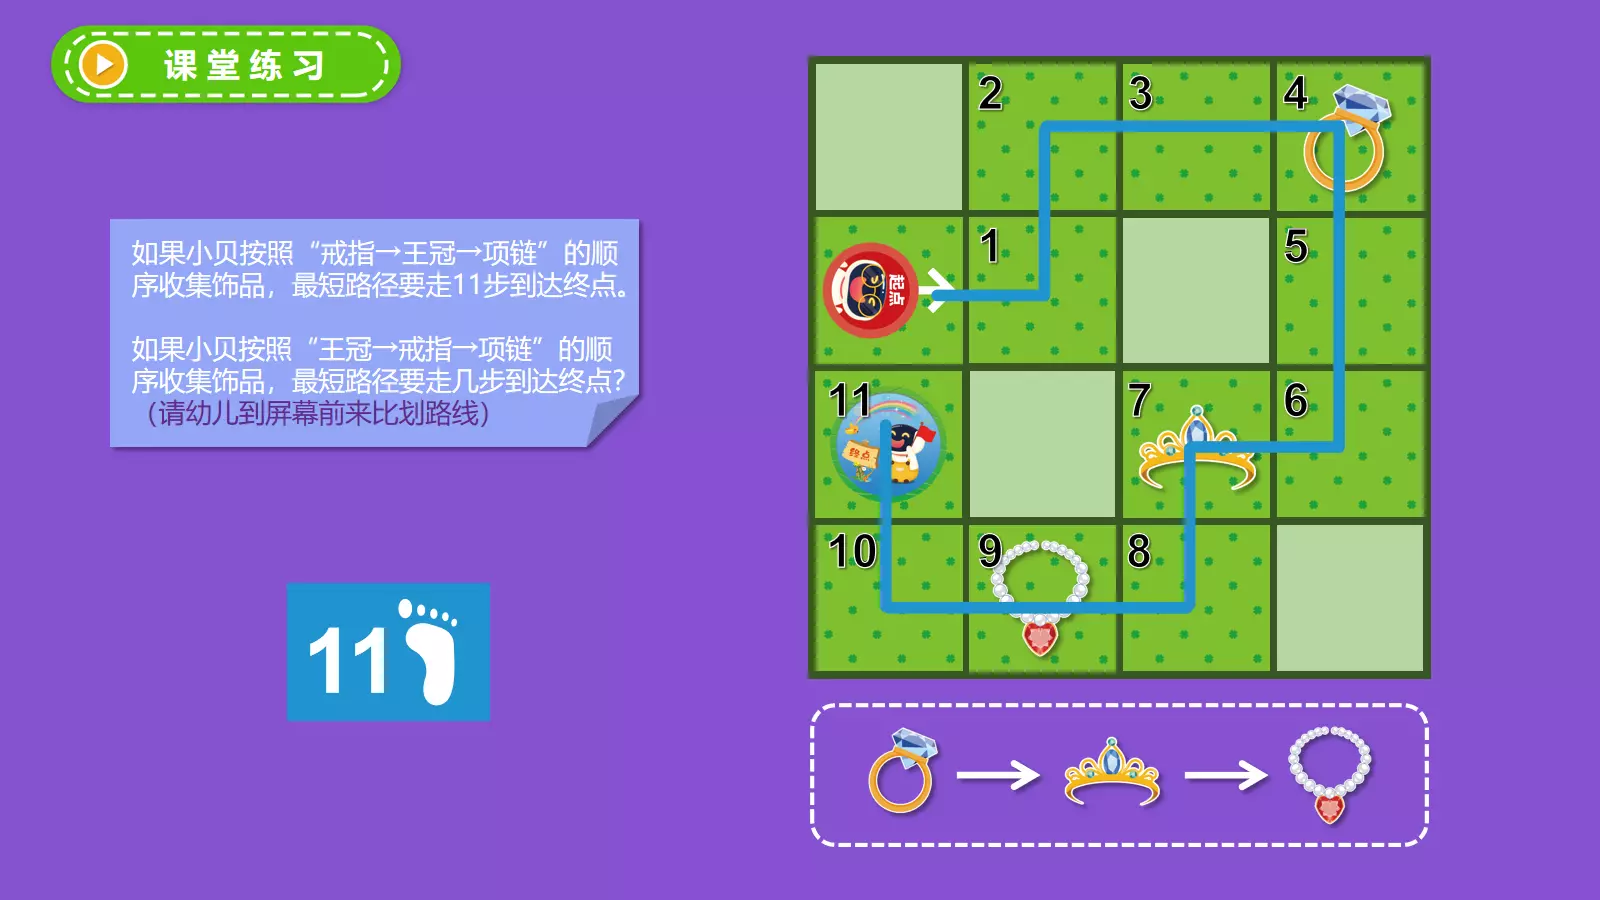 课堂练习
如果小贝按照“戒指→王冠→项链”的顺
序收集饰品，最短路径要走11步到达终点。
如果小贝按照“王冠→戒指→项链”的顺
序收集饰品，最短路径要走几步到达终点？
（请幼儿到屏幕前来比划路线）
11
2
3
4
起点
1
5
11
终点
7
6
10
9
8